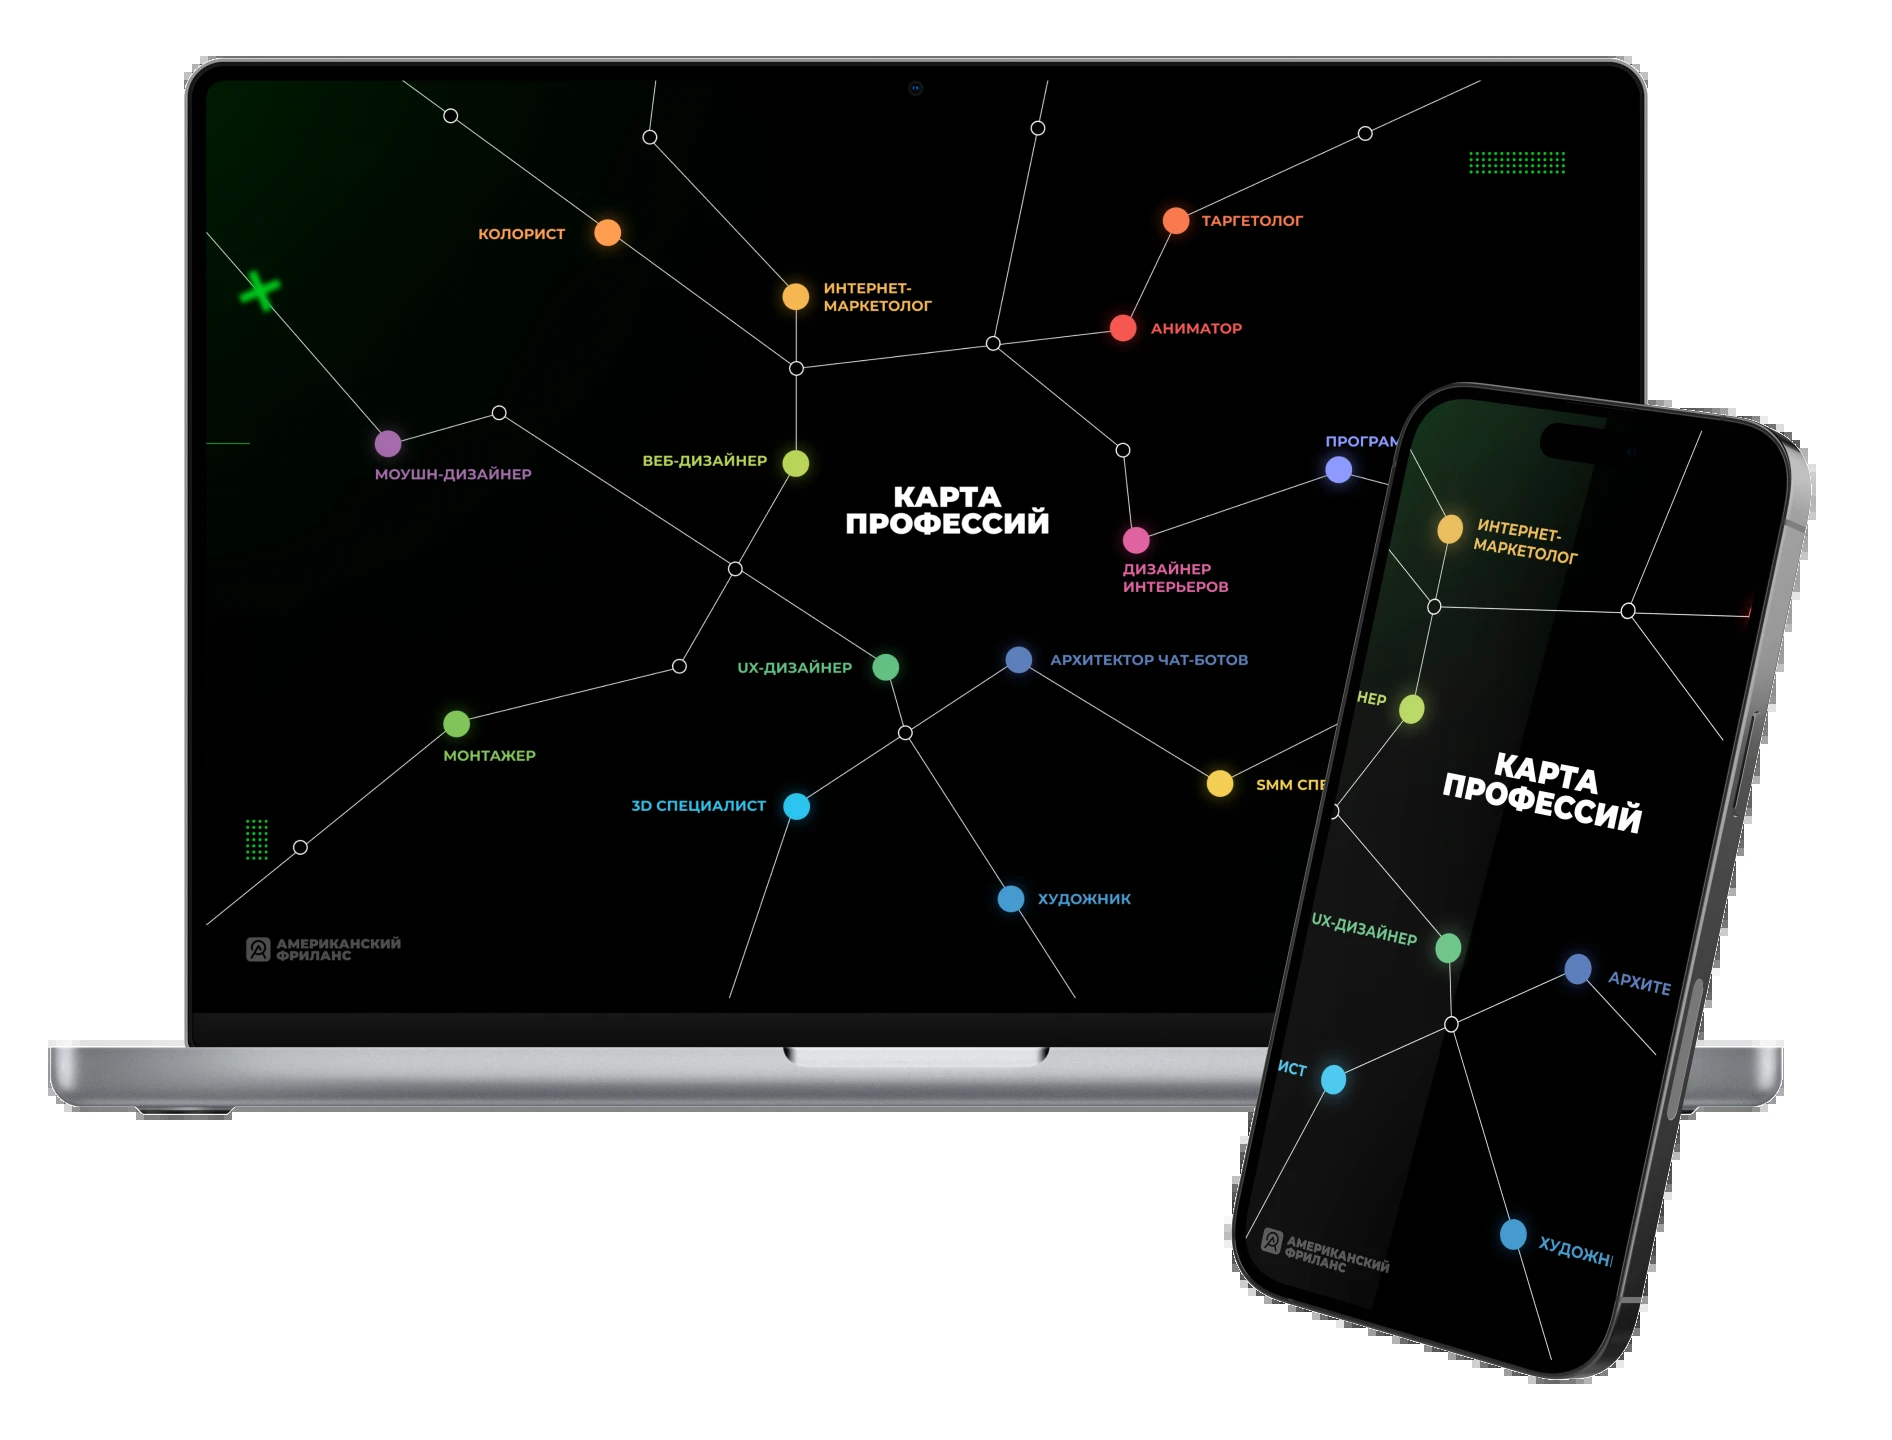 КОЛОРИСТ
ТАРГЕТОЛОГ
ИНТЕРНЕТ-
МАРКЕТОЛОГ
АНИМАТОР
МОУШН-ДИЗАЙНЕР
ВЕБ-ДИЗАЙНЕР
ПРОГРАМ
КАРТА
ПРОФЕССИЙ
ДИЗАЙНЕР
ИНТЕРЬЕРОВ
UX-ДИЗАЙНЕР
АРХИТЕКТОР ЧАТ-БОТОВ
МОНТАЖЕР
3D СПЕЦИАЛИСТ
SMM СПЕ
ХУДОЖНИК
АМЕРИКАНСКИЙ
ФРИЛАНС
ИНТЕРНЕТ-
МАРКЕТОЛОГ
НЕР
КАРТА
ПРОФЕССИЙ
UX-ДИЗАЙНЕР
АРХИТЕ
ИСТ
ХУДОЖН
АМЕРИКАНСКИЙ
ФРИЛАНС